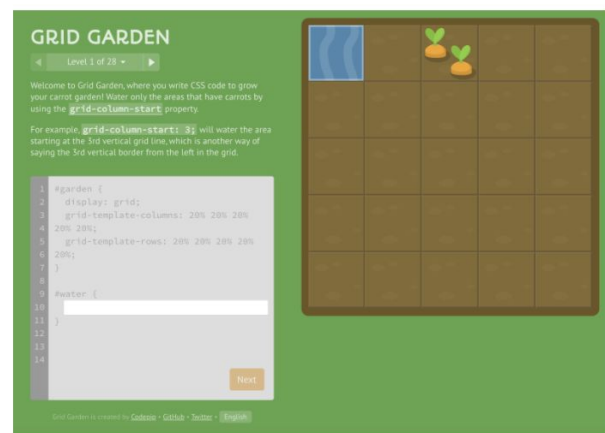 GRID GARDEN
Level 1 of 28
Welcome to Grid Garden, where you write CSS code to grow
your carrot garden! Water only the areas that have carrots by
using the grid-column-start property.
For example, grid-column-start: 3; will water the area
starting at the 3rd vertical grid line, which is another way of
saying the 3rd vertical border from the left in the grid.
1 #garden {
2 display: grid;
3 grid-template-columns: 20% 20% 20%
4 20% 20%;
5 grid-template-rows: 20% 20% 20% 20%
6 20%;
7 }
8
9 #water {
10
11 }
12
13
14
Next
Grid Garden is created by Codepip • GitHub • Twitter • English